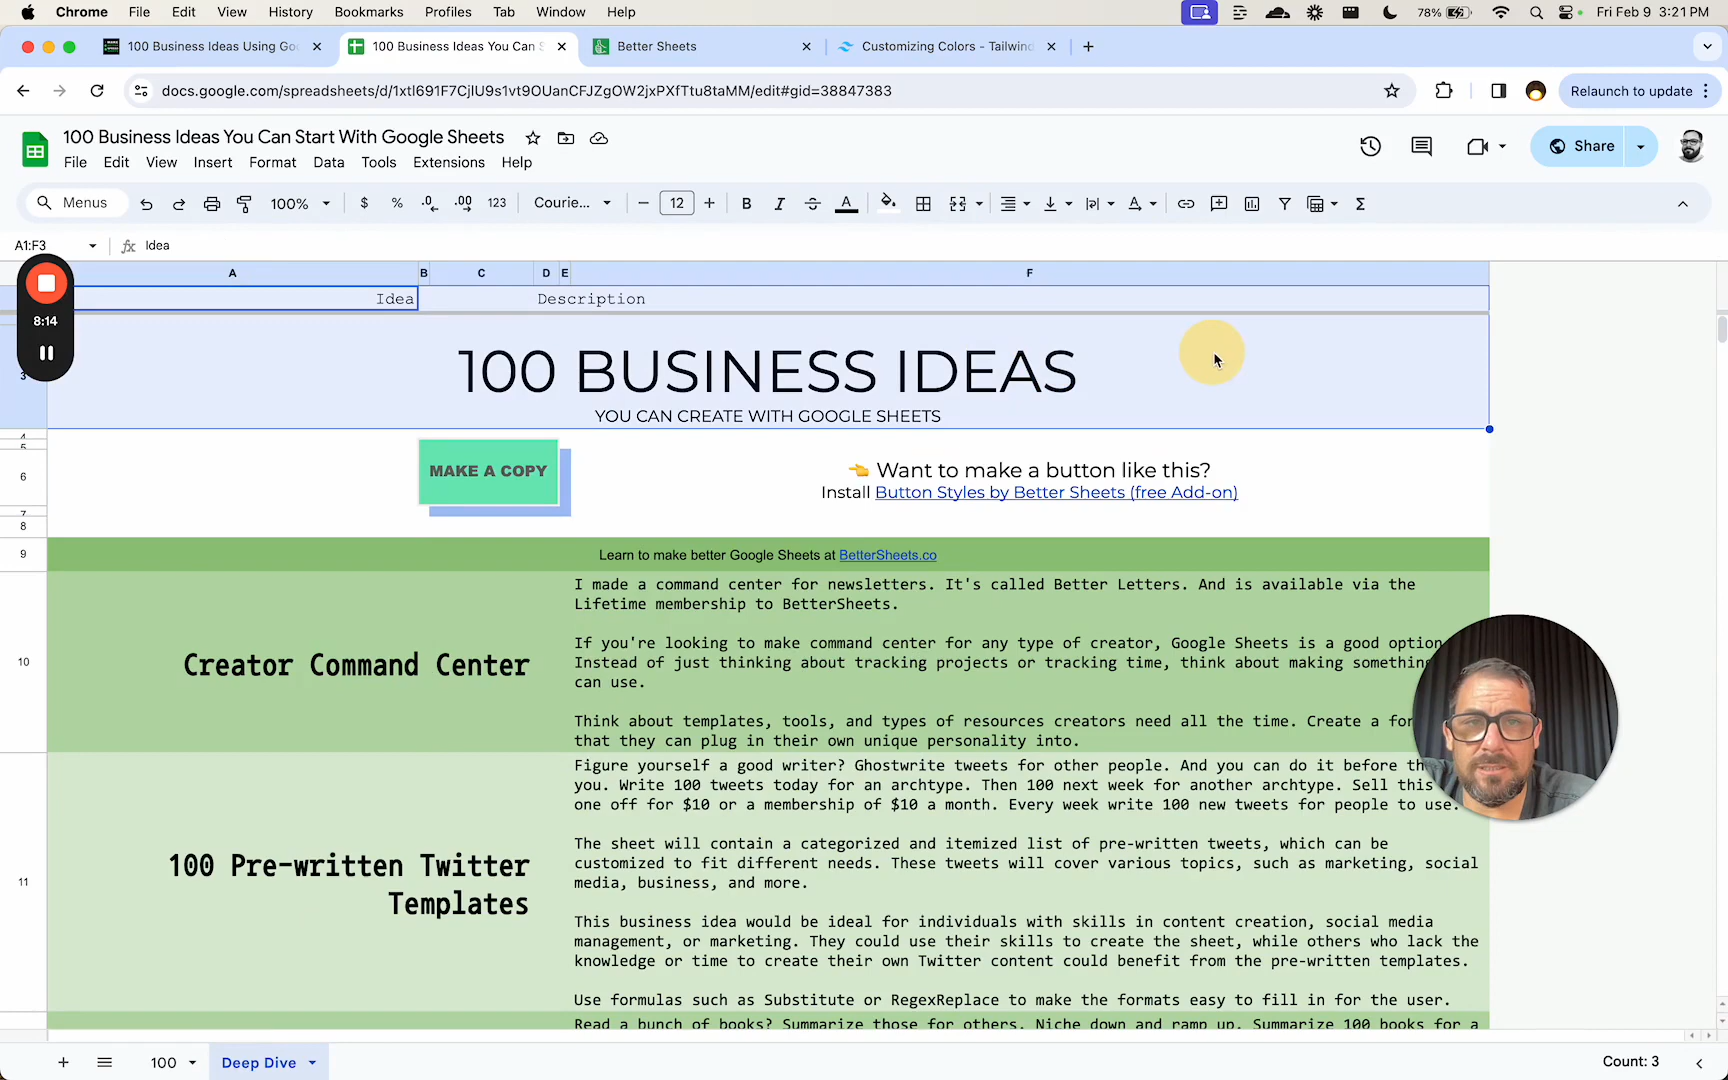 Chrome File Edit View History Bookmarks Profiles Tab Window Help 78% Fri Feb 9 3:21 PM
100 Business Ideas Using Go
100 Business Ideas You Can S
Better Sheets
Customizing Colors - Tailwind
docs.google.com/spreadsheets/d/1xtl691F7CjlU9s1vt9OUanCFJZgOW2jxPXfTtu8taMM/edit#gid=38847383
Relaunch to update
100 Business Ideas You Can Start With Google Sheets
Share
File Edit View Insert Format Data Tools Extensions Help
Menus 100% $ % .0 .00 123 Courie... 12 B I A
A1:F3 fx Idea
A B C D E F
Idea Description
8:14
3
100 BUSINESS IDEAS
YOU CAN CREATE WITH GOOGLE SHEETS
4
5
6
MAKE A COPY
👈 Want to make a button like this?
Install Button Styles by Better Sheets (free Add-on)
7
8
9 Learn to make better Google Sheets at BetterSheets.co
10
Creator Command Center
I made a command center for newsletters. It's called Better Letters. And is available via the
Lifetime membership to BetterSheets.
If you're looking to make command center for any type of creator, Google Sheets is a good option
Instead of just thinking about tracking projects or tracking time, think about making something
can use.
Think about templates, tools, and types of resources creators need all the time. Create a for
that they can plug in their own unique personality into.
11
100 Pre-written Twitter
Templates
Figure yourself a good writer? Ghostwrite tweets for other people. And you can do it before th
you. Write 100 tweets today for an archtype. Then 100 next week for another archtype. Sell this
one off for $10 or a membership of $10 a month. Every week write 100 new tweets for people to use.
The sheet will contain a categorized and itemized list of pre-written tweets, which can be
customized to fit different needs. These tweets will cover various topics, such as marketing, social
media, business, and more.
This business idea would be ideal for individuals with skills in content creation, social media
management, or marketing. They could use their skills to create the sheet, while others who lack the
knowledge or time to create their own Twitter content could benefit from the pre-written templates.
Use formulas such as Substitute or RegexReplace to make the formats easy to fill in for the user.
Read a bunch of books? Summarize those for others. Niche down and ramp up. Summarize 100 books for a
100 Deep Dive Count: 3